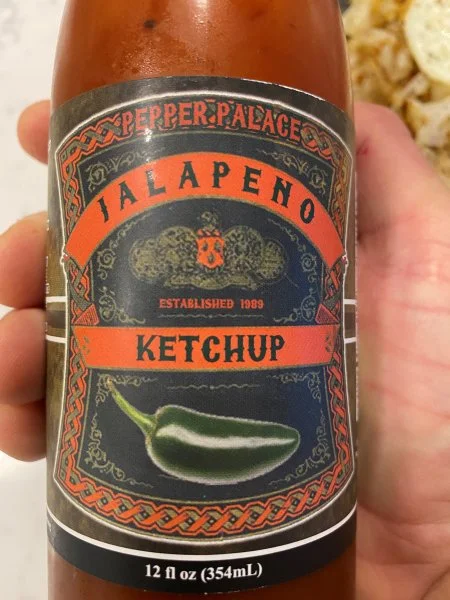 PEPPER PALACE
JALAPENO
ESTABLISHED 1989
KETCHUP
12 fl oz (354mL)